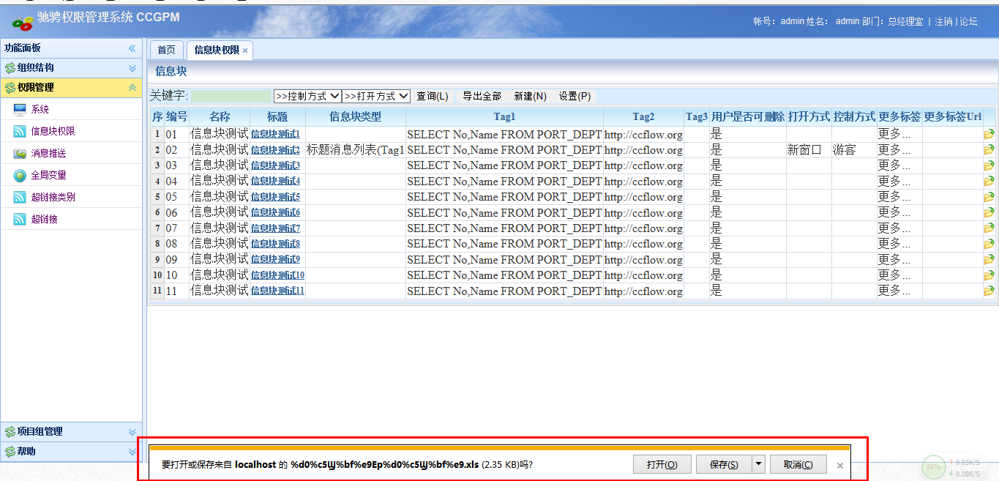 驰骋权限管理系统 CCGPM
帐号： admin 姓名： admin 部门：总经理室 | 注销 | 论坛
功能面板
组织结构
权限管理
系统
信息块权限
消息推送
全局变量
超链接类别
超链接
项目组管理
帮助
首页 信息块权限 ×
信息块
关键字: >>控制方式 >>打开方式 查询(L) 导出全部 新建(N) 设置(P)
序 编号 名称 标题 信息块类型 Tag1 Tag2 Tag3 用户是否可删除 打开方式 控制方式 更多标签 更多标签Url
1 01 信息块测试 信息块测试1 SELECT No,Name FROM PORT_DEPT http://ccflow.org 是 更多...
2 02 信息块测试 信息块测试2 标题消息列表(Tag1 SELECT No,Name FROM PORT_DEPT http://ccflow.org 是 新窗口 游客 更多...
3 03 信息块测试 信息块测试3 SELECT No,Name FROM PORT_DEPT http://ccflow.org 是 更多...
4 04 信息块测试 信息块测试4 SELECT No,Name FROM PORT_DEPT http://ccflow.org 是 更多...
5 05 信息块测试 信息块测试5 SELECT No,Name FROM PORT_DEPT http://ccflow.org 是 更多...
6 06 信息块测试 信息块测试6 SELECT No,Name FROM PORT_DEPT http://ccflow.org 是 更多...
7 07 信息块测试 信息块测试7 SELECT No,Name FROM PORT_DEPT http://ccflow.org 是 更多...
8 08 信息块测试 信息块测试8 SELECT No,Name FROM PORT_DEPT http://ccflow.org 是 更多...
9 09 信息块测试 信息块测试9 SELECT No,Name FROM PORT_DEPT http://ccflow.org 是 更多...
10 10 信息块测试 信息块测试10 SELECT No,Name FROM PORT_DEPT http://ccflow.org 是 更多...
11 11 信息块测试 信息块测试11 SELECT No,Name FROM PORT_DEPT http://ccflow.org 是 更多...
要打开或保存来自 localhost 的 %d0%c5Ϣ%bf%e9Ep%d0%c5Ϣ%bf%e9.xls (2.35 KB)吗?
打开(O) 保存(S) 取消(C) ×
65% 0.03K/S
0.08K/S